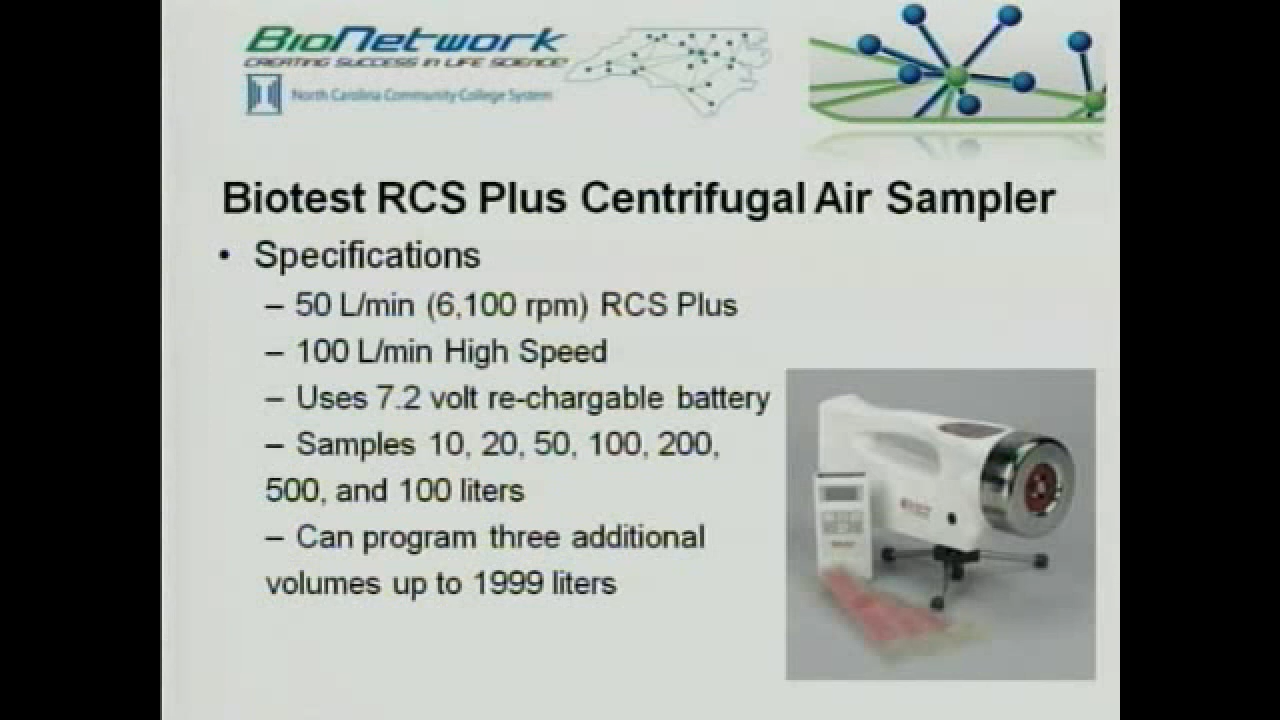 BioNetwork
CREATING SUCCESS IN LIFE SCIENCE
North Carolina Community College System
Biotest RCS Plus Centrifugal Air Sampler
• Specifications
– 50 L/min (6,100 rpm) RCS Plus
– 100 L/min High Speed
– Uses 7.2 volt re-chargable battery
– Samples 10, 20, 50, 100, 200,
500, and 100 liters
– Can program three additional
volumes up to 1999 liters